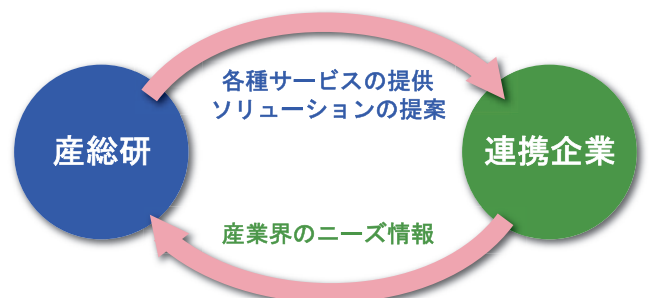 各種サービスの提供
ソリューションの提案
産総研
連携企業
産業界のニーズ情報